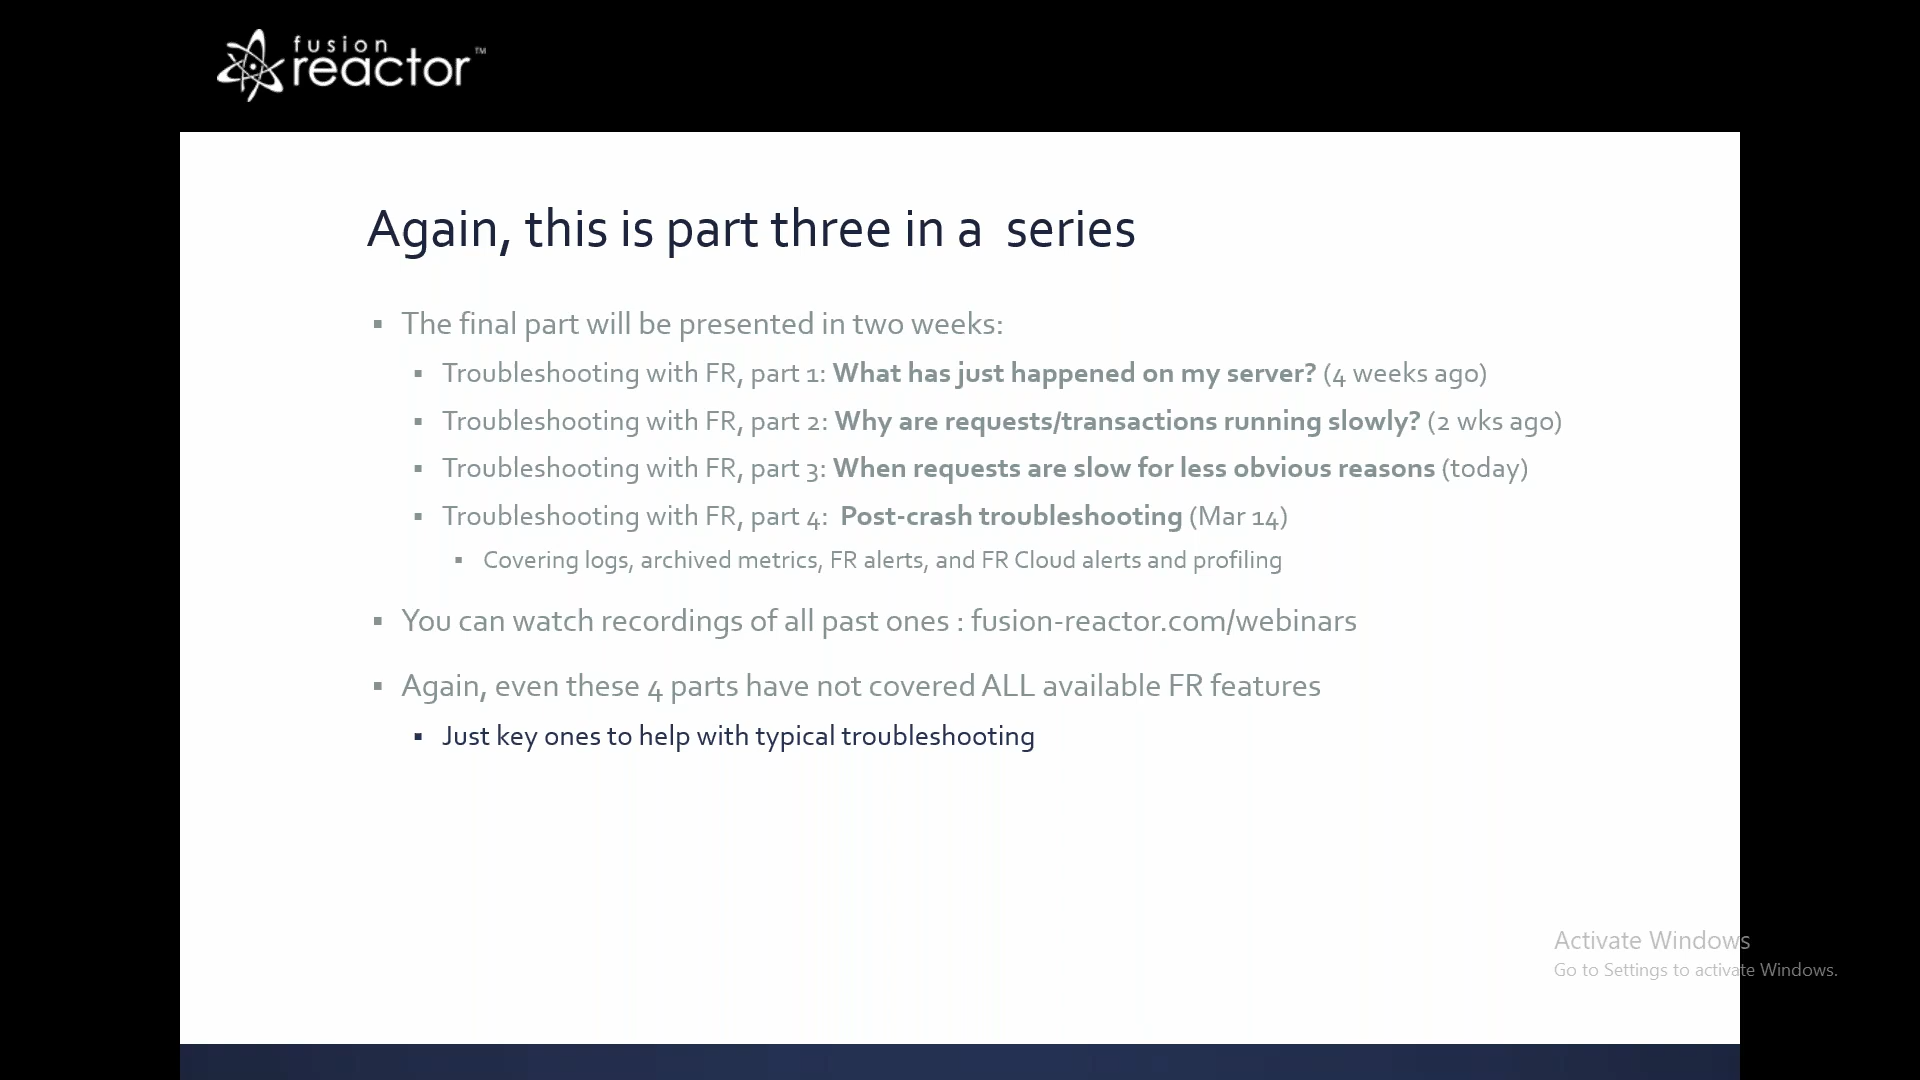 fusion
reactor™
Again, this is part three in a series
▪ The final part will be presented in two weeks:
▪ Troubleshooting with FR, part 1: What has just happened on my server? (4 weeks ago)
▪ Troubleshooting with FR, part 2: Why are requests/transactions running slowly? (2 wks ago)
▪ Troubleshooting with FR, part 3: When requests are slow for less obvious reasons (today)
▪ Troubleshooting with FR, part 4: Post-crash troubleshooting (Mar 14)
▪ Covering logs, archived metrics, FR alerts, and FR Cloud alerts and profiling
▪ You can watch recordings of all past ones : fusion-reactor.com/webinars
▪ Again, even these 4 parts have not covered ALL available FR features
▪ Just key ones to help with typical troubleshooting
Activate Windows
Go to Settings to activate Windows.